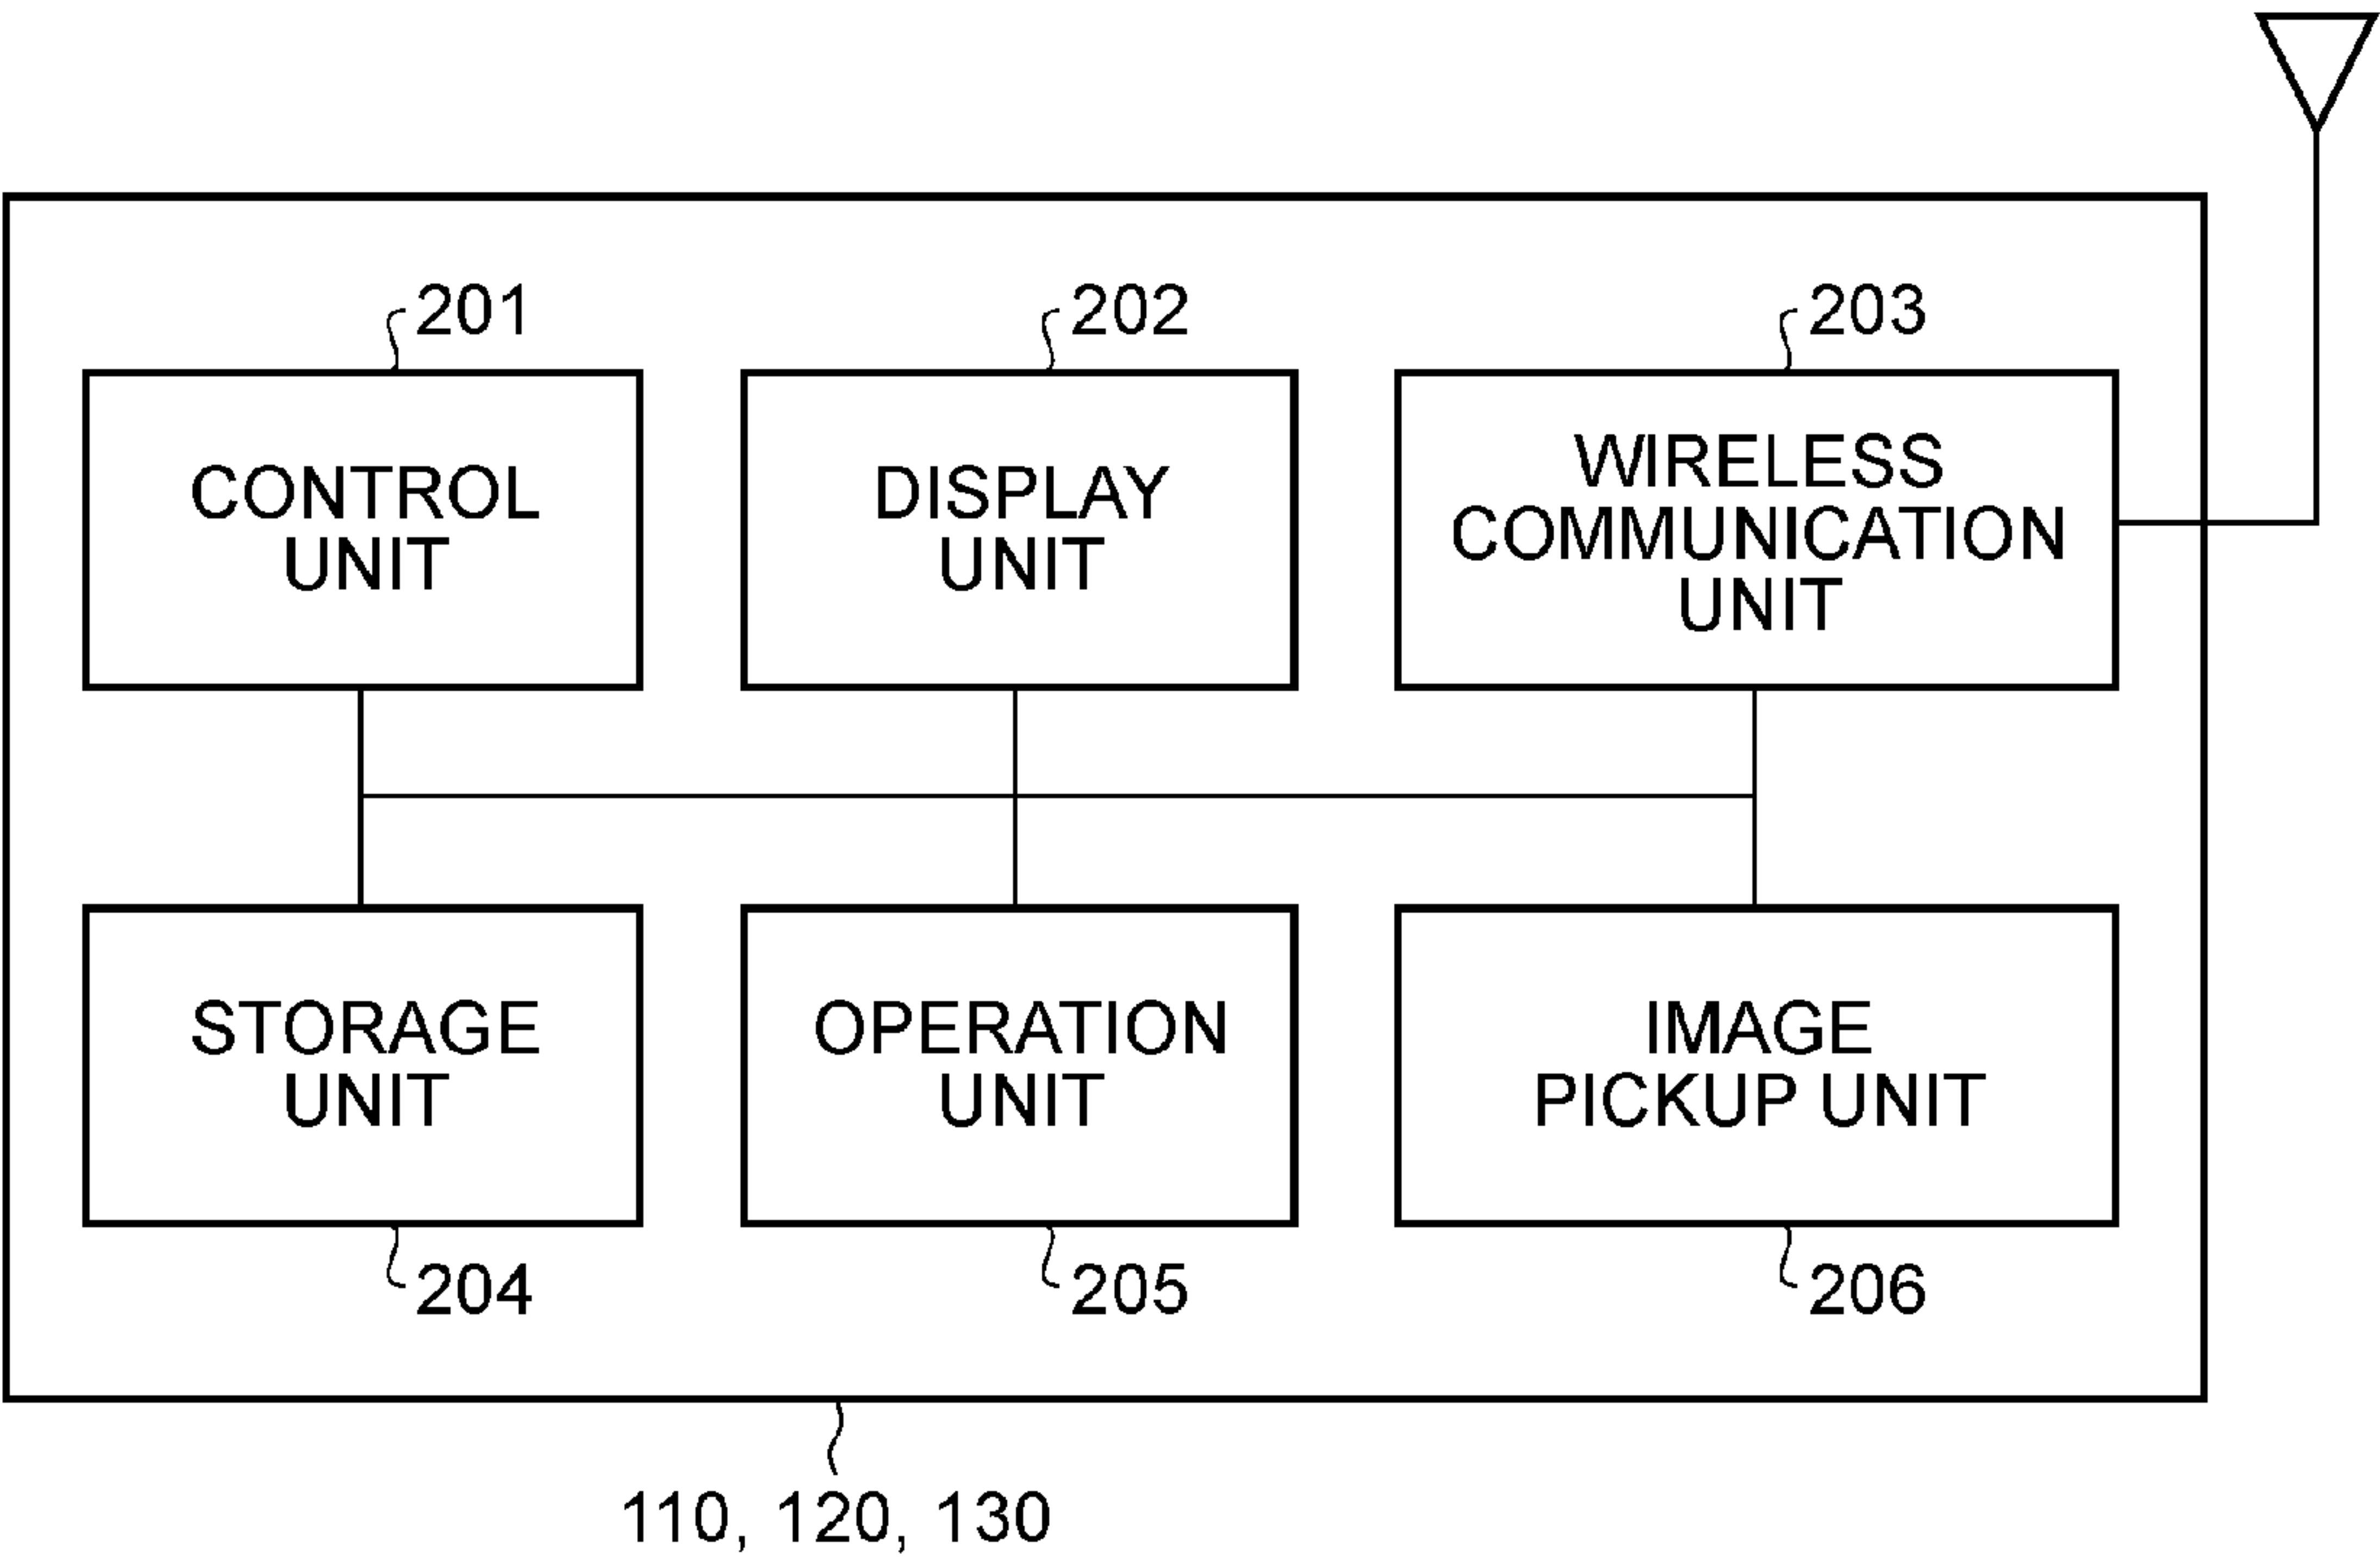 201
202
203
CONTROL
UNIT
DISPLAY
UNIT
WIRELESS
COMMUNICATION
UNIT
STORAGE
UNIT
OPERATION
UNIT
IMAGE
PICKUP UNIT
204
205
206
110, 120, 130